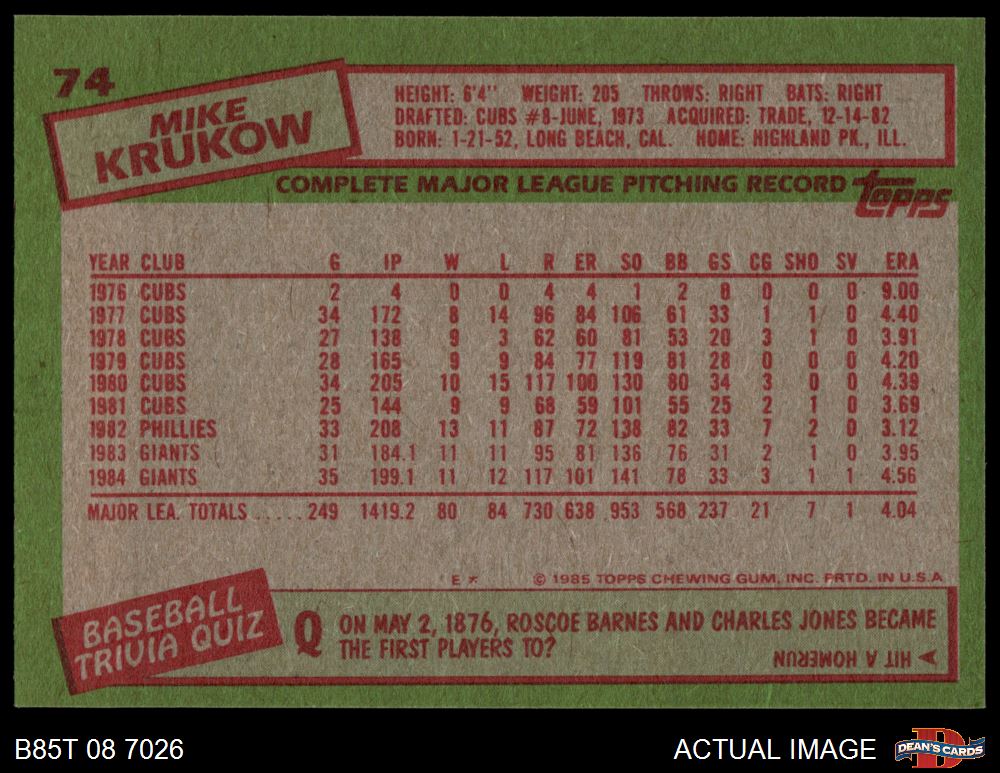 74
MIKE
KRUKOW
HEIGHT: 6'4" WEIGHT: 205 THROWS: RIGHT BATS: RIGHT
DRAFTED: CUBS #8-JUNE, 1973 ACQUIRED: TRADE, 12-14-82
BORN: 1-21-52, LONG BEACH, CAL. HOME: HIGHLAND PK., ILL.
COMPLETE MAJOR LEAGUE PITCHING RECORD topps
YEAR CLUB G IP W L R ER SO BB GS CG SHO SV ERA
1976 CUBS 2 4 0 0 4 4 1 2 0 0 0 0 9.00
1977 CUBS 34 172 8 14 96 84 106 61 33 1 1 0 4.40
1978 CUBS 27 138 9 3 62 60 81 53 20 3 1 0 3.91
1979 CUBS 28 165 9 9 84 77 119 81 28 0 0 0 4.20
1980 CUBS 34 205 10 15 117 100 130 80 34 3 0 0 4.39
1981 CUBS 25 144 9 9 68 59 101 55 25 2 1 0 3.69
1982 PHILLIES 33 208 13 11 87 72 138 82 33 7 2 0 3.12
1983 GIANTS 31 184.1 11 11 95 81 136 76 31 2 1 0 3.95
1984 GIANTS 35 199.1 11 12 117 101 141 78 33 3 1 1 4.56
MAJOR LEA. TOTALS ..... 249 1419.2 80 84 730 638 953 568 237 21 7 1 4.04
E * © 1985 TOPPS CHEWING GUM, INC. PRTD. IN U.S.A
BASEBALL
TRIVIA QUIZ
Q ON MAY 2, 1876, ROSCOE BARNES AND CHARLES JONES BECAME
THE FIRST PLAYERS TO?
HIT A HOMERUN
B85T 08 7026
ACTUAL IMAGE
D
DEAN'S CARDS